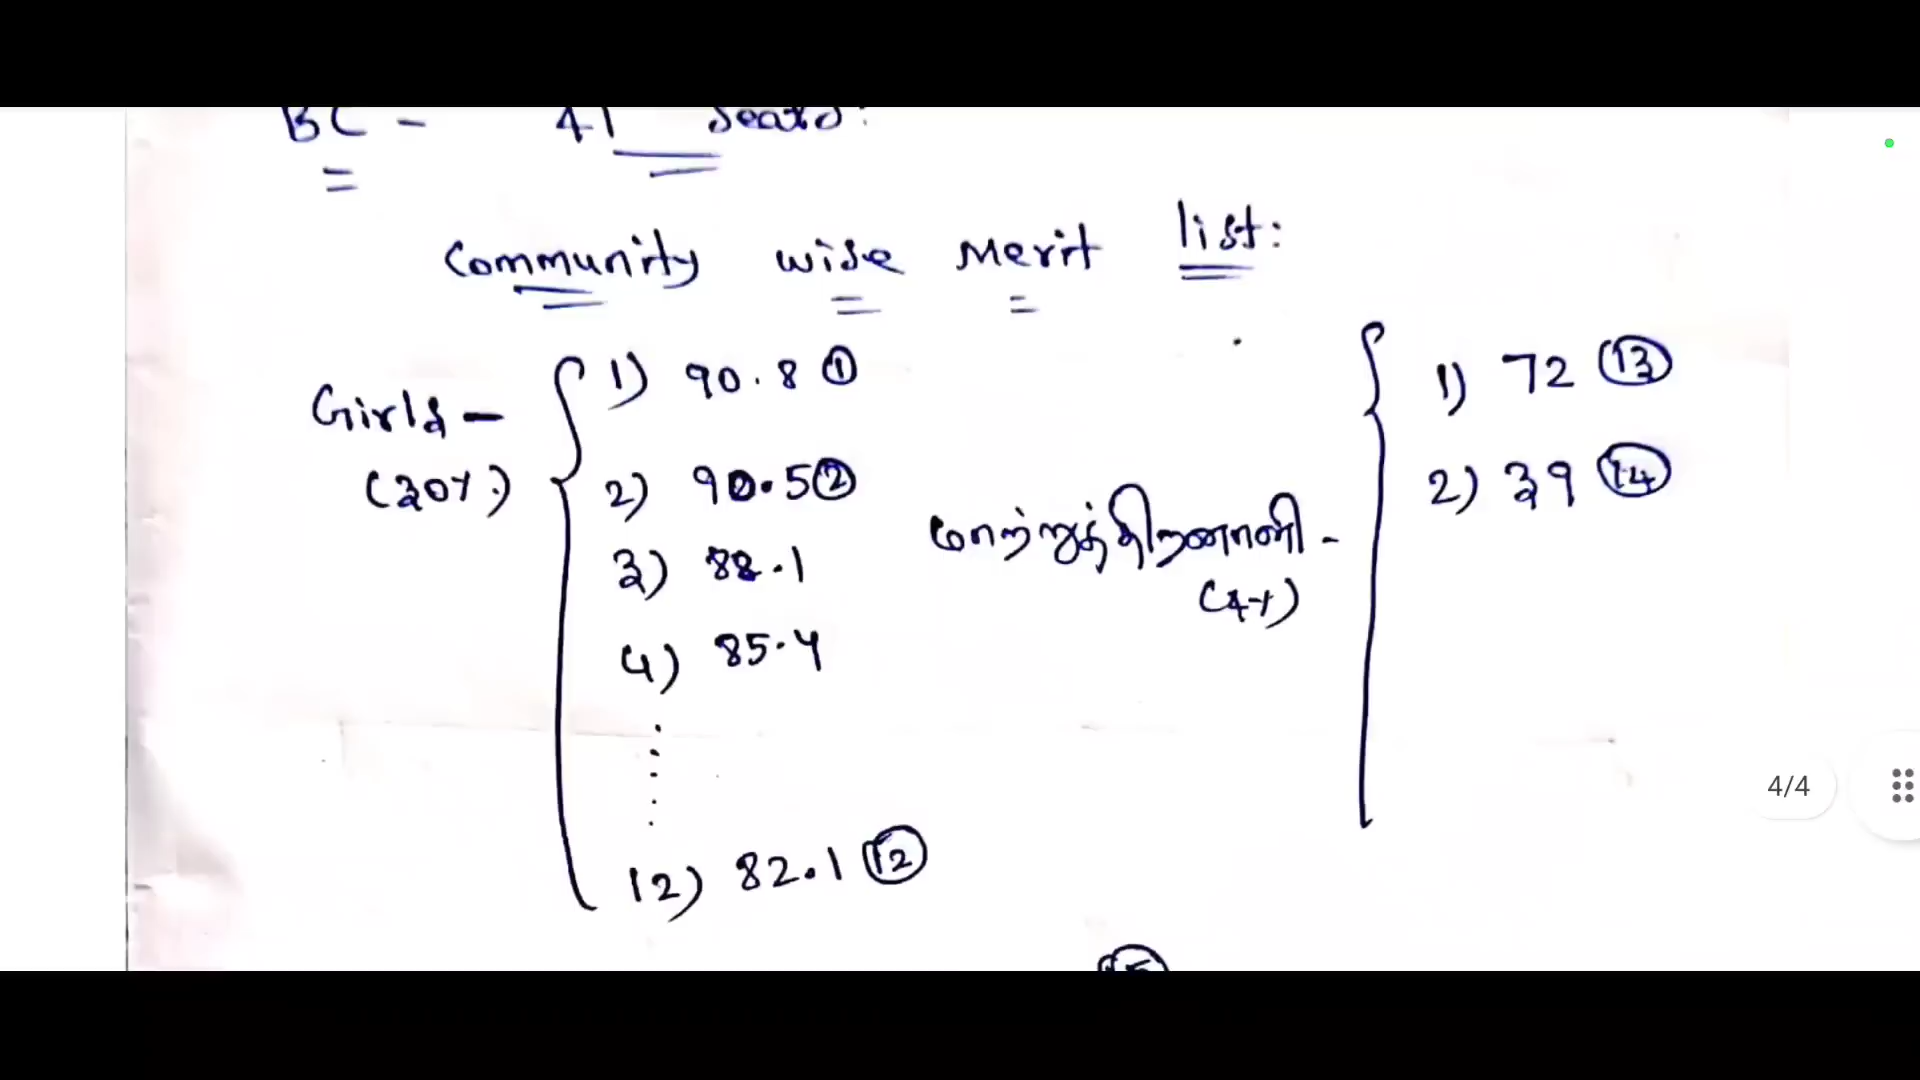 BC - 41 Seats:
Community wise Merit list:
Girls - (30%)
1) 90.8 ①
2) 90.5 ②
3) 88.1
4) 85.4
12) 82.1 ⑫
மாற்றுத்திறனாளி - (4%)
1) 72 ⑬
2) 39 ⑭
4/4